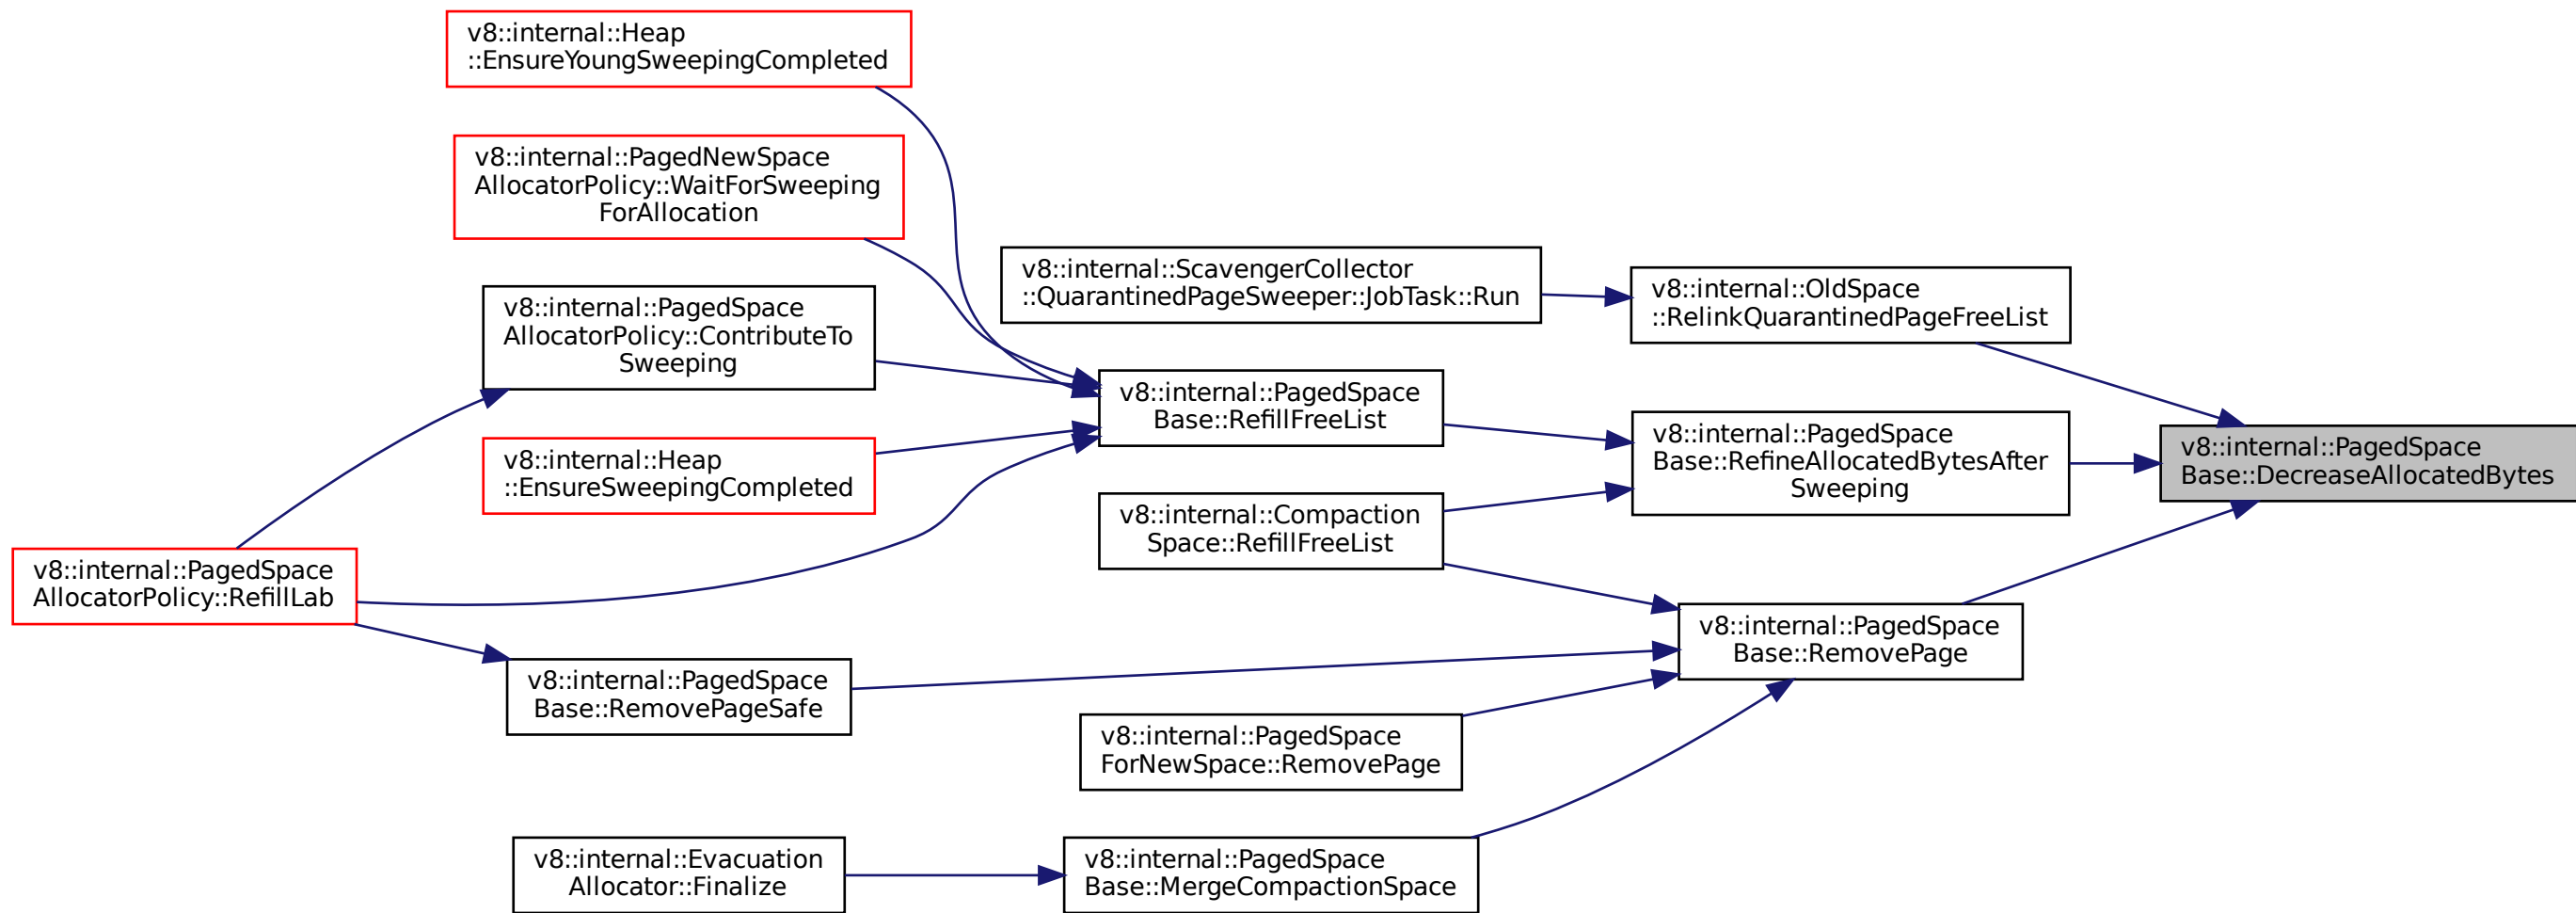 v8::internal::Heap
::EnsureYoungSweepingCompleted
v8::internal::PagedNewSpace
AllocatorPolicy::WaitForSweeping
ForAllocation
v8::internal::PagedSpace
AllocatorPolicy::ContributeTo
Sweeping
v8::internal::Heap
::EnsureSweepingCompleted
v8::internal::PagedSpace
AllocatorPolicy::RefillLab
v8::internal::PagedSpace
Base::RemovePageSafe
v8::internal::Evacuation
Allocator::Finalize
v8::internal::ScavengerCollector
::QuarantinedPageSweeper::JobTask::Run
v8::internal::PagedSpace
Base::RefillFreeList
v8::internal::Compaction
Space::RefillFreeList
v8::internal::PagedSpace
ForNewSpace::RemovePage
v8::internal::PagedSpace
Base::MergeCompactionSpace
v8::internal::OldSpace
::RelinkQuarantinedPageFreeList
v8::internal::PagedSpace
Base::RefineAllocatedBytesAfter
Sweeping
v8::internal::PagedSpace
Base::RemovePage
v8::internal::PagedSpace
Base::DecreaseAllocatedBytes